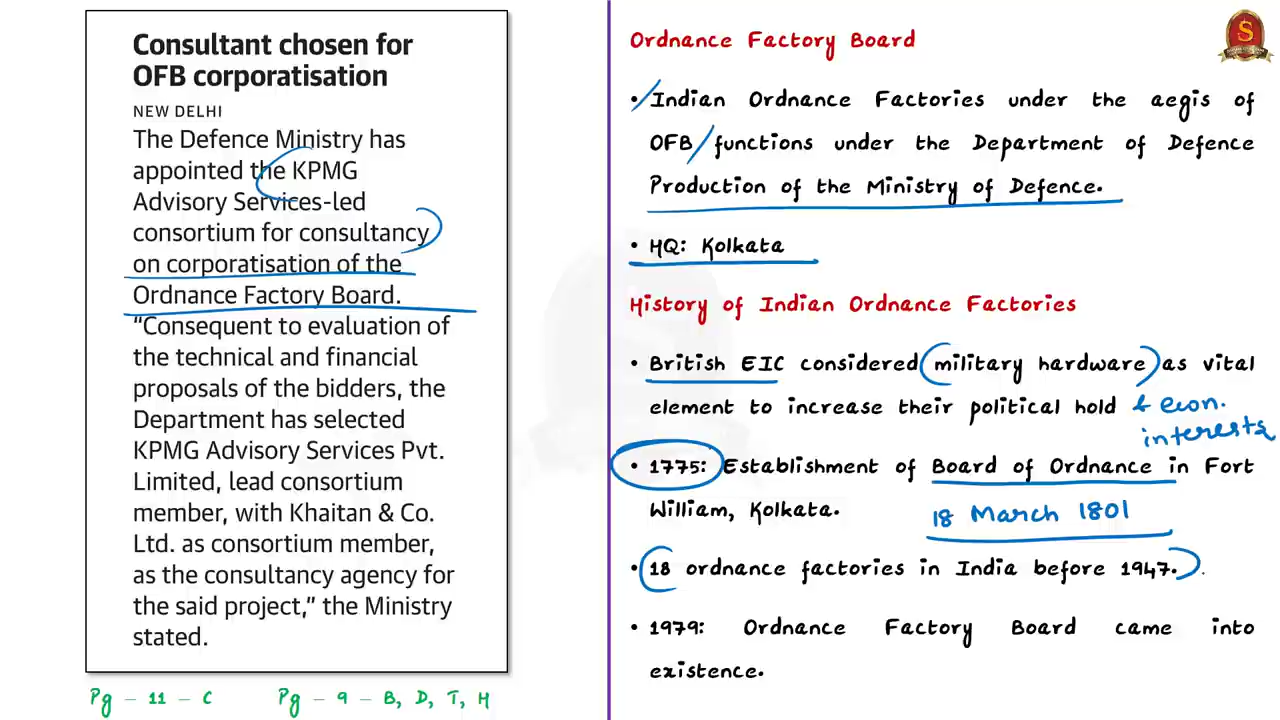 Consultant chosen for
OFB corporatisation
NEW DELHI
The Defence Ministry has
appointed the KPMG
Advisory Services-led
consortium for consultancy
on corporatisation of the
Ordnance Factory Board.
“Consequent to evaluation of
the technical and financial
proposals of the bidders, the
Department has selected
KPMG Advisory Services Pvt.
Limited, lead consortium
member, with Khaitan & Co.
Ltd. as consortium member,
as the consultancy agency for
the said project,” the Ministry
stated.
Pg - 11 - C Pg - 9 - B, D, T, H
Ordnance Factory Board
• Indian Ordnance Factories under the aegis of
OFB functions under the Department of Defence
Production of the Ministry of Defence.
• HQ: Kolkata
History of Indian Ordnance Factories
• British EIC considered military hardware as vital
element to increase their political hold & econ.
interests
• 1775: Establishment of Board of Ordnance in Fort
William, Kolkata. 18 March 1801
• 18 ordnance factories in India before 1947.
• 1979: Ordnance Factory Board came into
existence.
S